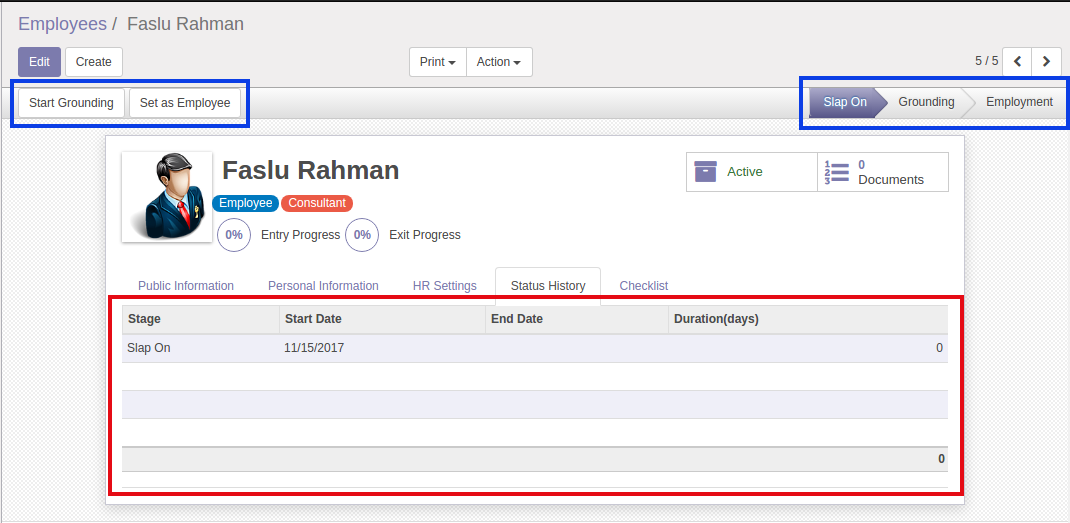 Employees / Faslu Rahman
Edit Create Print Action 5 / 5
Start Grounding Set as Employee Slap On Grounding Employment
Faslu Rahman
Employee Consultant
Active
0 Documents
0% Entry Progress 0% Exit Progress
Public Information Personal Information HR Settings Status History Checklist
Stage Start Date End Date Duration(days)
Slap On 11/15/2017 0
0